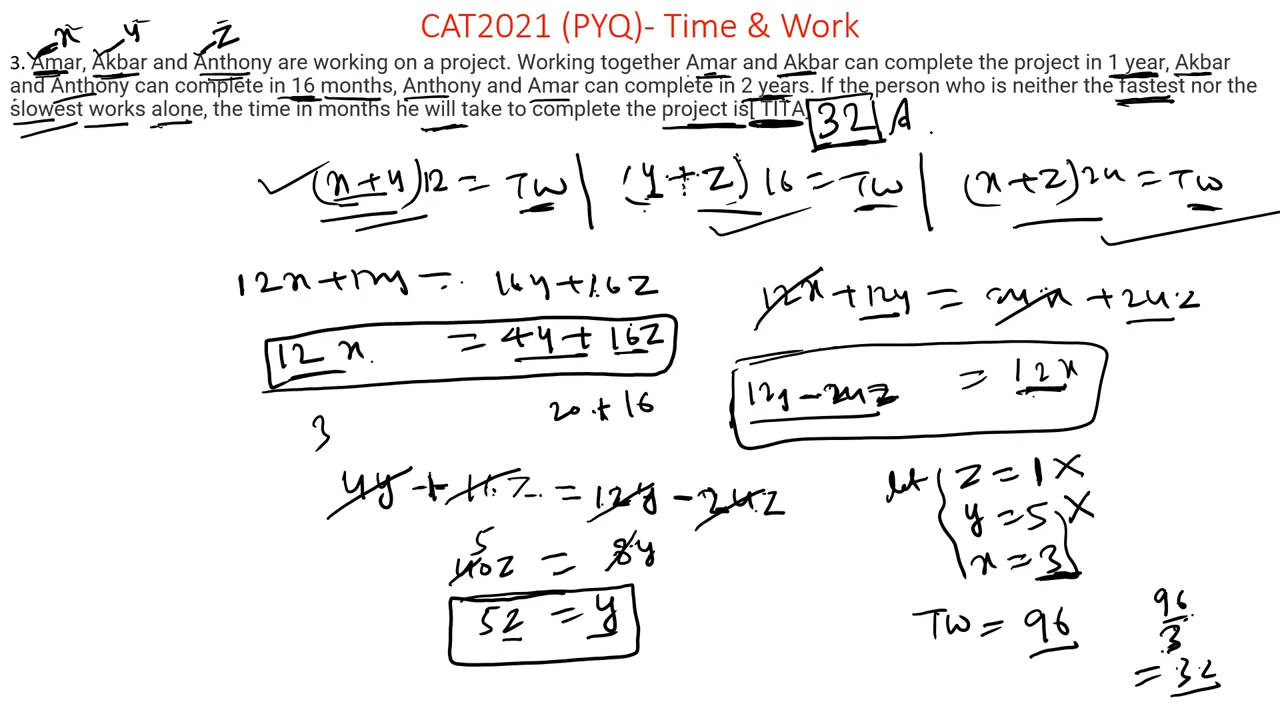 CAT2021 (PYQ)- Time & Work
x y z
3. Amar, Akbar and Anthony are working on a project. Working together Amar and Akbar can complete the project in 1 year, Akbar
and Anthony can complete in 16 months, Anthony and Amar can complete in 2 years. If the person who is neither the fastest nor the
slowest works alone, the time in months he will take to complete the project is[ TITA] 32 A.
(x+y)12 = TW | (y+z) 16 = TW | (x+z)24 = TW
12x+12y = 16y+16z
12x = 4y+16z
20+16
3
4y+16z = 12y-24z
5
40z = 8y
5z = y
12x+12y = 24x+24z
12y-24z = 12x
let z = 1 X
y = 5 X
x = 3
TW = 96
96
3
= 32